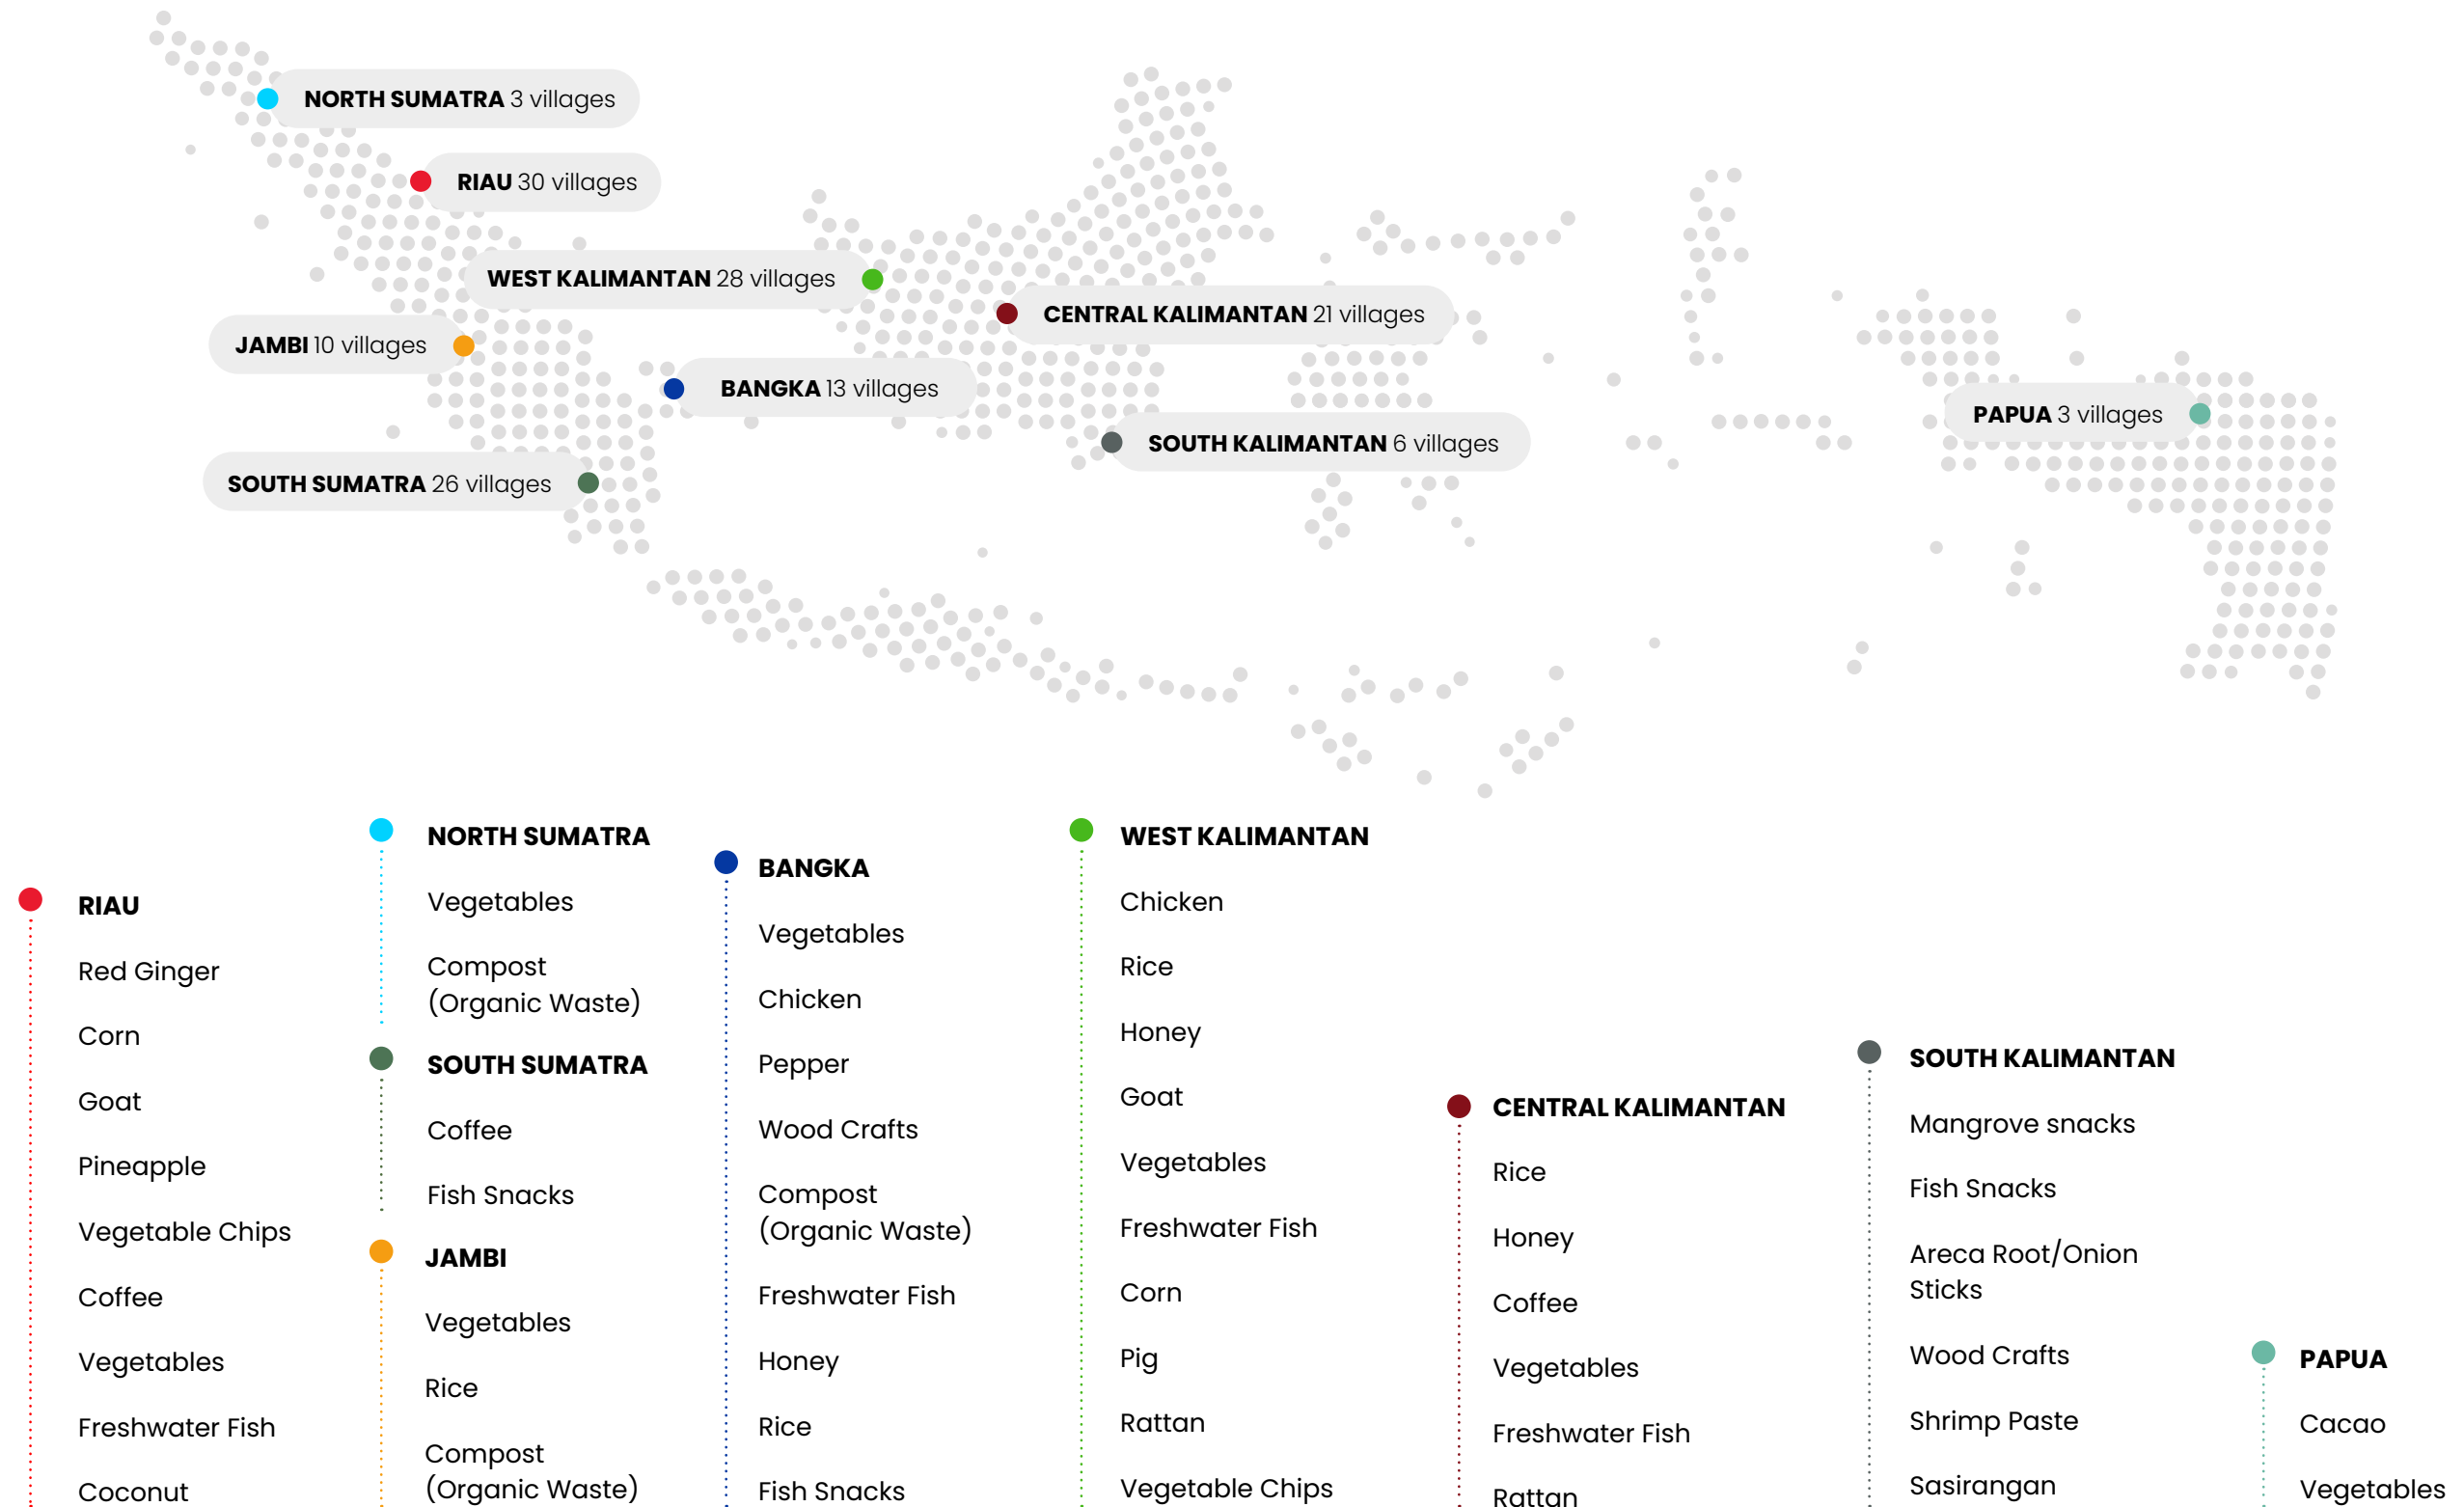 NORTH SUMATRA 3 villages
RIAU 30 villages
WEST KALIMANTAN 28 villages
CENTRAL KALIMANTAN 21 villages
JAMBI 10 villages
BANGKA 13 villages
PAPUA 3 villages
SOUTH KALIMANTAN 6 villages
SOUTH SUMATRA 26 villages
RIAU
Red Ginger
Corn
Goat
Pineapple
Vegetable Chips
Coffee
Vegetables
Freshwater Fish
Coconut
NORTH SUMATRA
Vegetables
Compost
(Organic Waste)
SOUTH SUMATRA
Coffee
Fish Snacks
JAMBI
Vegetables
Rice
Compost
(Organic Waste)
BANGKA
Vegetables
Chicken
Pepper
Wood Crafts
Compost
(Organic Waste)
Freshwater Fish
Honey
Rice
Fish Snacks
WEST KALIMANTAN
Chicken
Rice
Honey
Goat
Vegetables
Freshwater Fish
Corn
Pig
Rattan
Vegetable Chips
CENTRAL KALIMANTAN
Rice
Honey
Coffee
Vegetables
Freshwater Fish
Rattan
SOUTH KALIMANTAN
Mangrove snacks
Fish Snacks
Areca Root/Onion
Sticks
Wood Crafts
Shrimp Paste
Sasirangan
PAPUA
Cacao
Vegetables